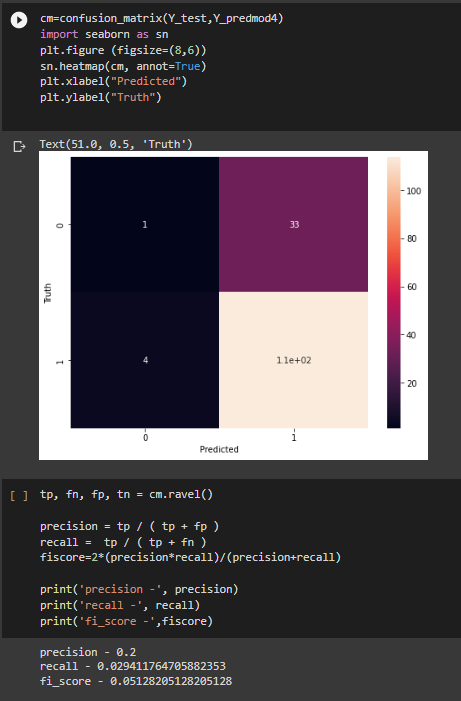 cm=confusion_matrix(Y_test,Y_predmod4)
import seaborn as sn
plt.figure (figsize=(8,6))
sn.heatmap(cm, annot=True)
plt.xlabel("Predicted")
plt.ylabel("Truth")
Text(51.0, 0.5, 'Truth')
0
1
33
100
80
Truth
60
40
1
4
1.1e+02
20
0
1
Predicted
[ ] tp, fn, fp, tn = cm.ravel()
precision = tp / ( tp + fp )
recall =  tp / ( tp + fn )
fiscore=2*(precision*recall)/(precision+recall)
print('precision -', precision)
print('recall -', recall)
print('fi_score -',fiscore)
precision - 0.2
recall - 0.029411764705882353
fi_score - 0.05128205128205128